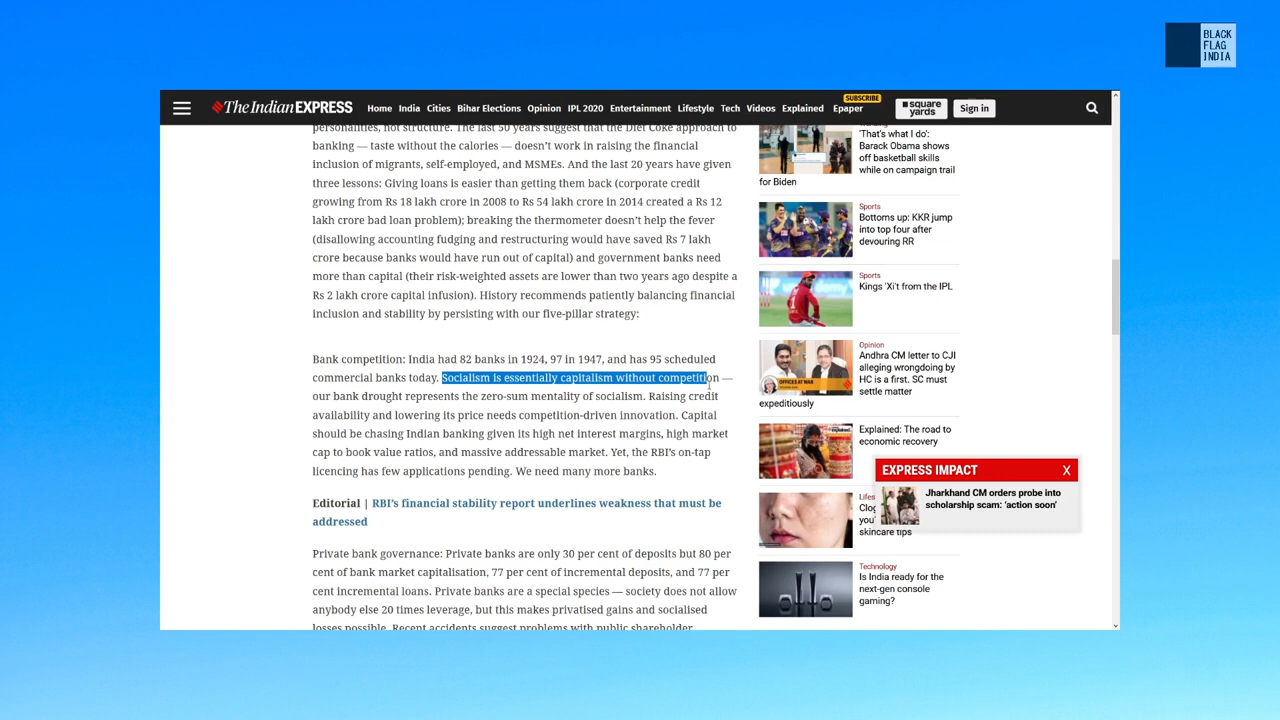 BLACK
FLAG
INDIA
The Indian EXPRESS
Home India Cities Bihar Elections Opinion IPL 2020 Entertainment Lifestyle Tech Videos Explained Epaper
SUBSCRIBE
square
yards
Sign in
personalities, not structure. The last 50 years suggest that the Diet Coke approach to
banking — taste without the calories — doesn't work in raising the financial
inclusion of migrants, self-employed, and MSMEs. And the last 20 years have given
three lessons: Giving loans is easier than getting them back (corporate credit
growing from Rs 18 lakh crore in 2008 to Rs 54 lakh crore in 2014 created a Rs 12
lakh crore bad loan problem); breaking the thermometer doesn't help the fever
(disallowing accounting fudging and restructuring would have saved Rs 7 lakh
crore because banks would have run out of capital) and government banks need
more than capital (their risk-weighted assets are lower than two years ago despite a
Rs 2 lakh crore capital infusion). History recommends patiently balancing financial
inclusion and stability by persisting with our five-pillar strategy:
Bank competition: India had 82 banks in 1924, 97 in 1947, and has 95 scheduled
commercial banks today. Socialism is essentially capitalism without competition —
our bank drought represents the zero-sum mentality of socialism. Raising credit
availability and lowering its price needs competition-driven innovation. Capital
should be chasing Indian banking given its high net interest margins, high market
cap to book value ratios, and massive addressable market. Yet, the RBI's on-tap
licencing has few applications pending. We need many more banks.
Editorial | RBI's financial stability report underlines weakness that must be
addressed
Private bank governance: Private banks are only 30 per cent of deposits but 80 per
cent of bank market capitalisation, 77 per cent of incremental deposits, and 77 per
cent incremental loans. Private banks are a special species — society does not allow
anybody else 20 times leverage, but this makes privatised gains and socialised
losses possible. Recent accidents suggest problems with public shareholder
'That's what I do':
Barack Obama shows
off basketball skills
while on campaign trail
for Biden
Sports
Bottoms up: KKR jump
into top four after
devouring RR
Sports
Kings 'Xi't from the IPL
Opinion
Andhra CM letter to CJI
alleging wrongdoing by
HC is a first. SC must
settle matter
expeditiously
OFFICES AT WAR
Explained: The road to
economic recovery
EXPRESS IMPACT X
Jharkhand CM orders probe into
scholarship scam: 'action soon'
Lifes
Clog
you'
skincare tips
Technology
Is India ready for the
next-gen console
gaming?